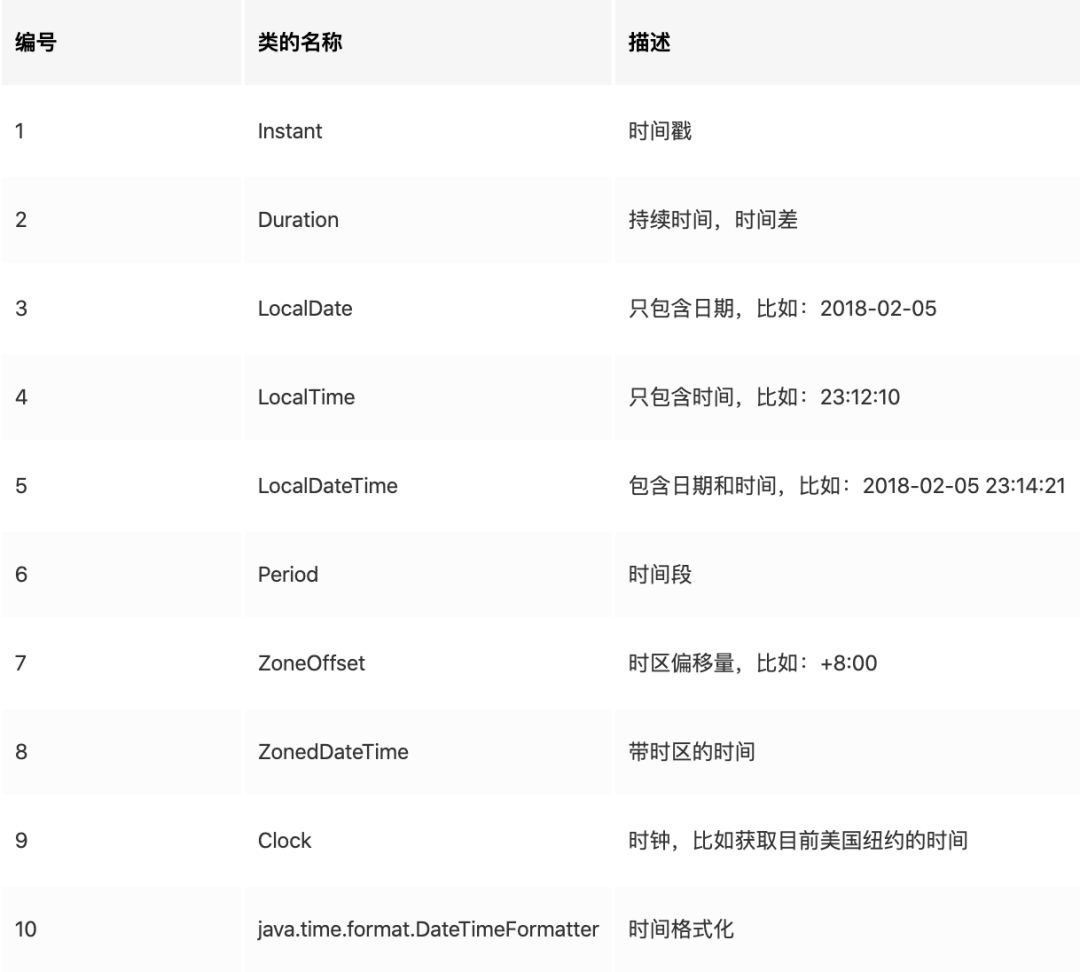 编号 类的名称 描述
1 Instant 时间戳
2 Duration 持续时间，时间差
3 LocalDate 只包含日期，比如：2018-02-05
4 LocalTime 只包含时间，比如：23:12:10
5 LocalDateTime 包含日期和时间，比如：2018-02-05 23:14:21
6 Period 时间段
7 ZoneOffset 时区偏移量，比如：+8:00
8 ZonedDateTime 带时区的时间
9 Clock 时钟，比如获取目前美国纽约的时间
10 java.time.format.DateTimeFormatter 时间格式化